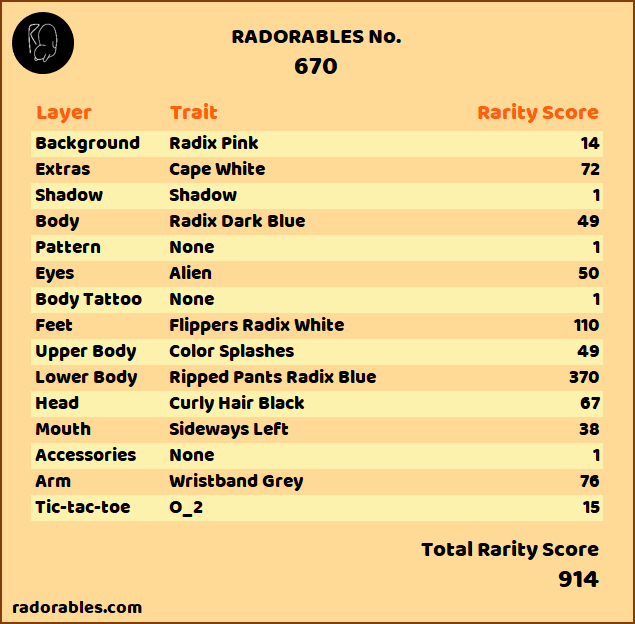 RADORABLES No.
670
Layer Trait Rarity Score
Background Radix Pink 14
Extras Cape White 72
Shadow Shadow 1
Body Radix Dark Blue 49
Pattern None 1
Eyes Alien 50
Body Tattoo None 1
Feet Flippers Radix White 110
Upper Body Color Splashes 49
Lower Body Ripped Pants Radix Blue 370
Head Curly Hair Black 67
Mouth Sideways Left 38
Accessories None 1
Arm Wristband Grey 76
Tic-tac-toe O_2 15
Total Rarity Score
914
radorables.com